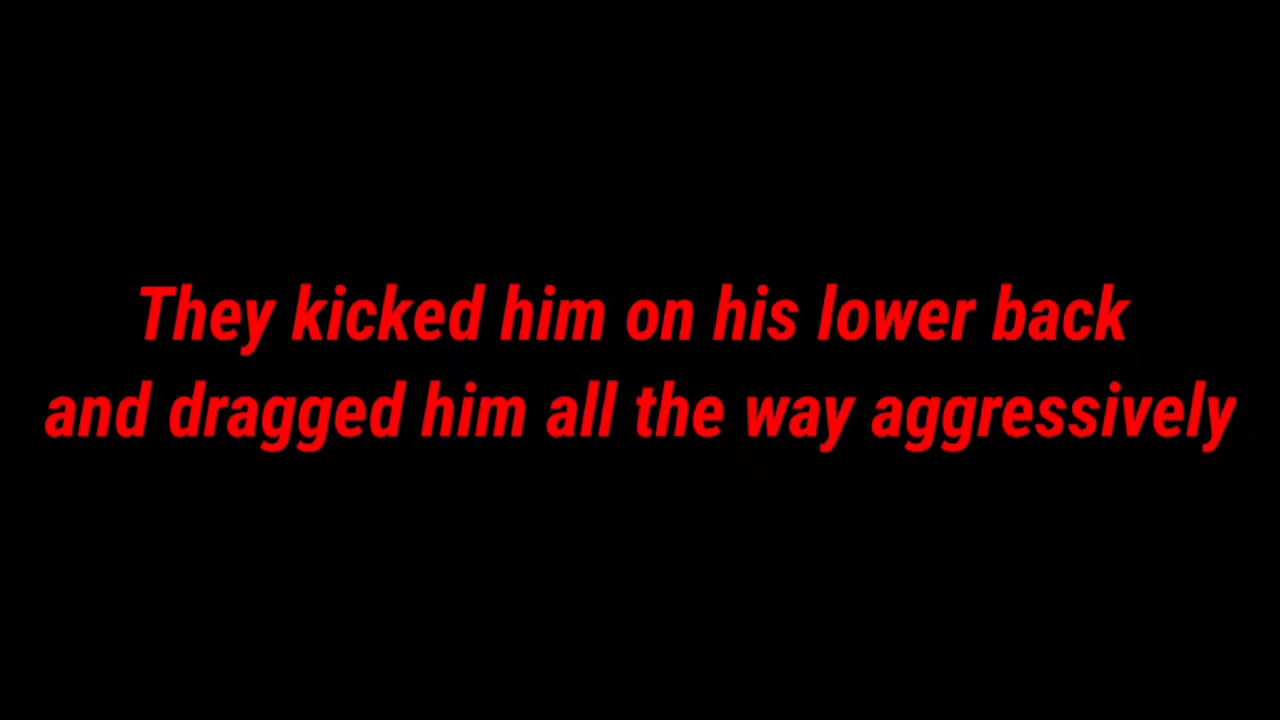 They kicked him on his lower back
and dragged him all the way aggressively